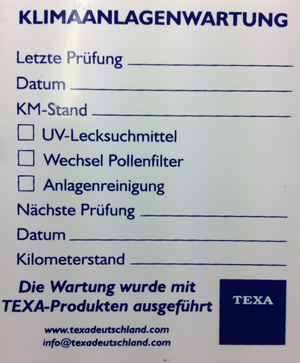 KLIMAANLAGENWARTUNG
Letzte Prüfung
Datum
KM-Stand
UV-Lecksuchmittel
Wechsel Pollenfilter
Anlagenreinigung
Nächste Prüfung
Datum
Kilometerstand
Die Wartung wurde mit
TEXA-Produkten ausgeführt
www.texadeutschland.com
info@texadeutschland.com
TEXA